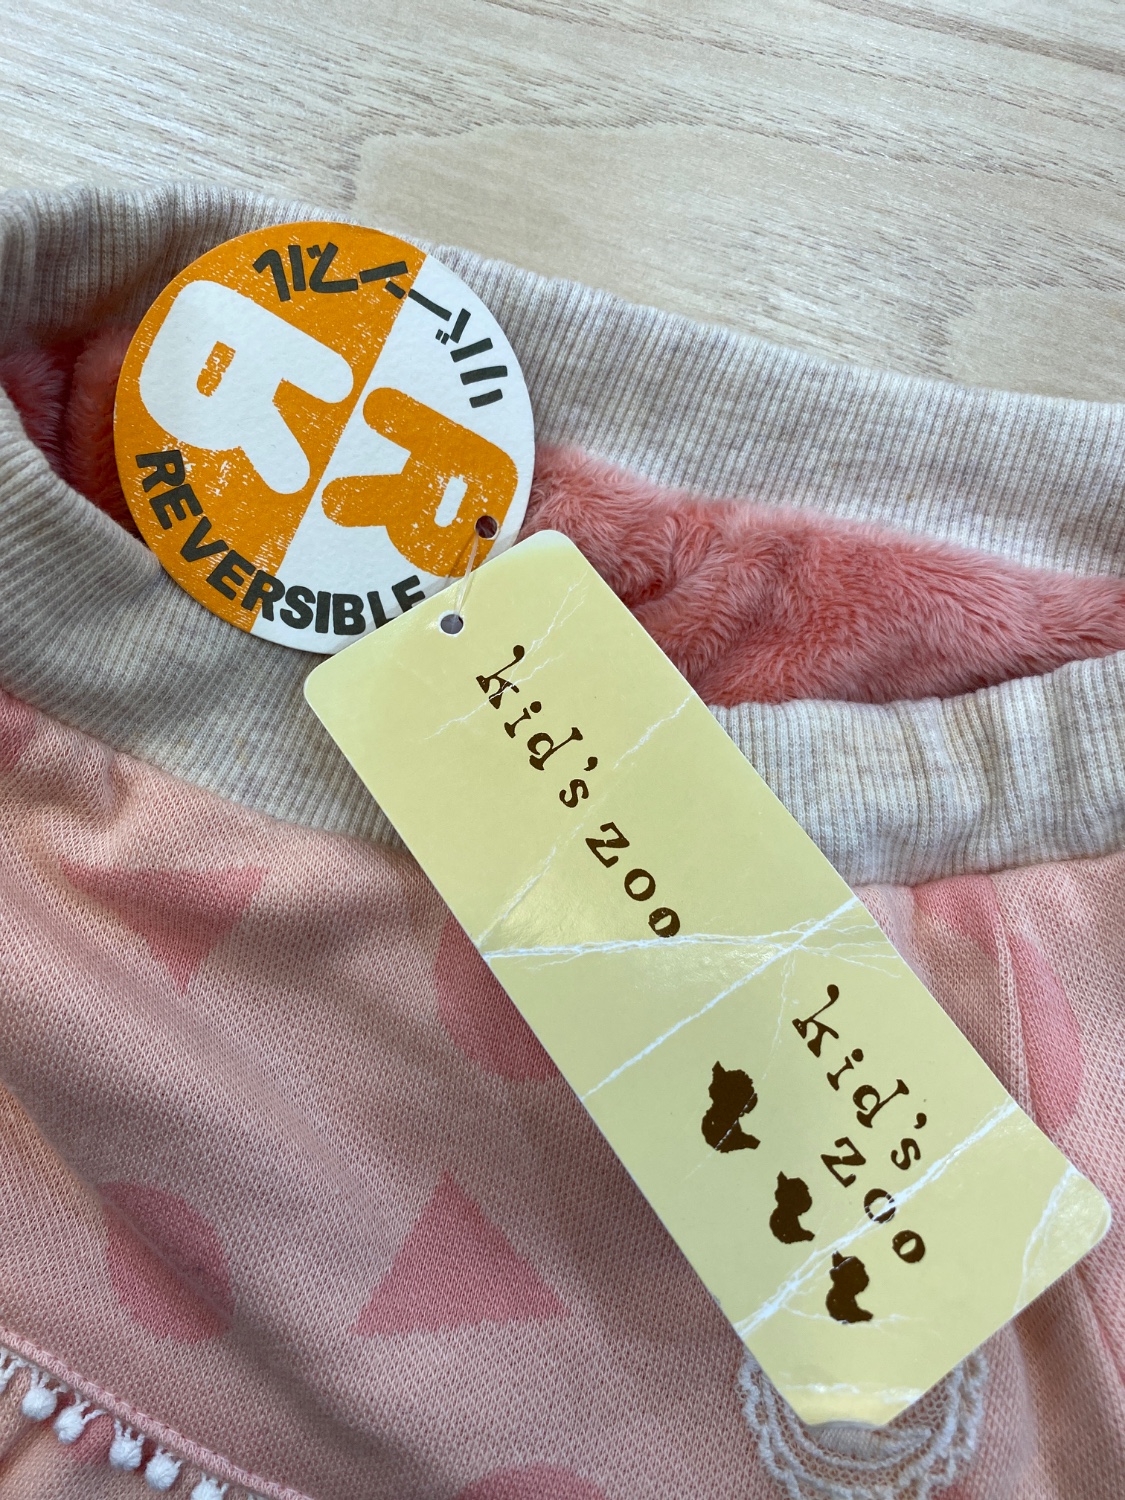 リバーシブル
R R
REVERSIBLE
kid's zoo
kid's
zoo